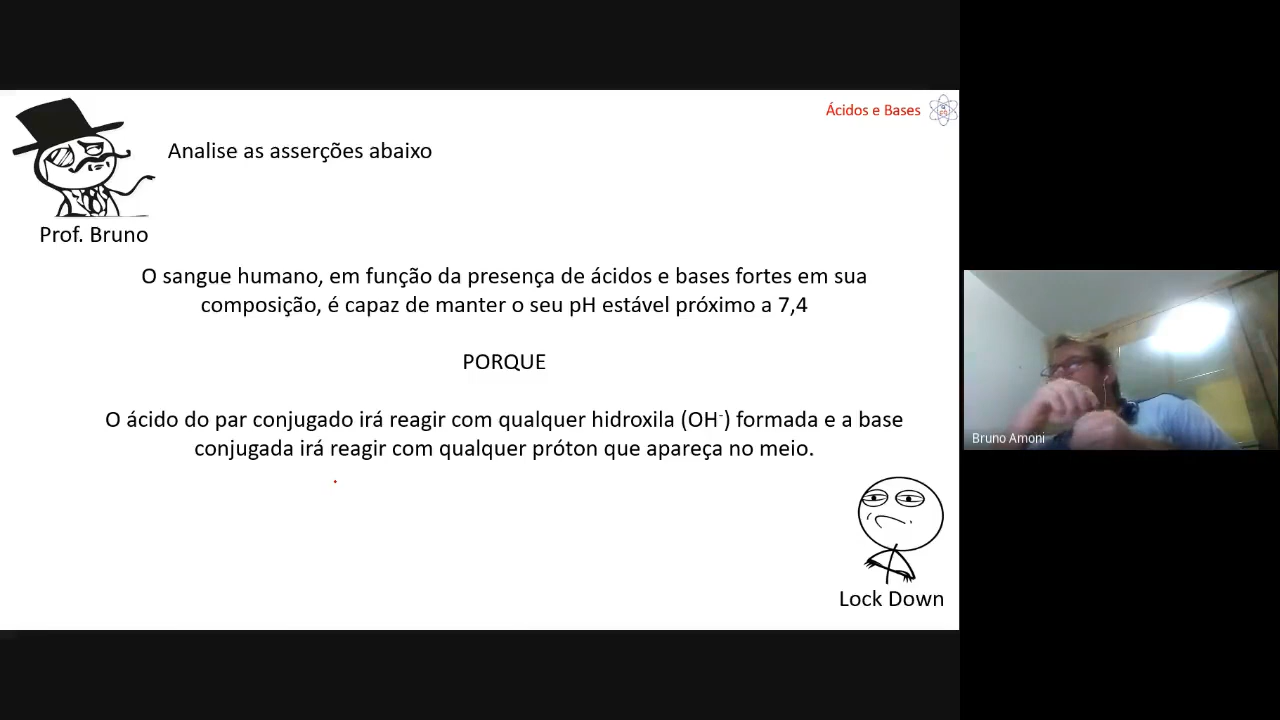 Ácidos e Bases
Analise as asserções abaixo
Prof. Bruno
O sangue humano, em função da presença de ácidos e bases fortes em sua
composição, é capaz de manter o seu pH estável próximo a 7,4
PORQUE
O ácido do par conjugado irá reagir com qualquer hidroxila (OH⁻) formada e a base
conjugada irá reagir com qualquer próton que apareça no meio.
Bruno Amoni
Lock Down